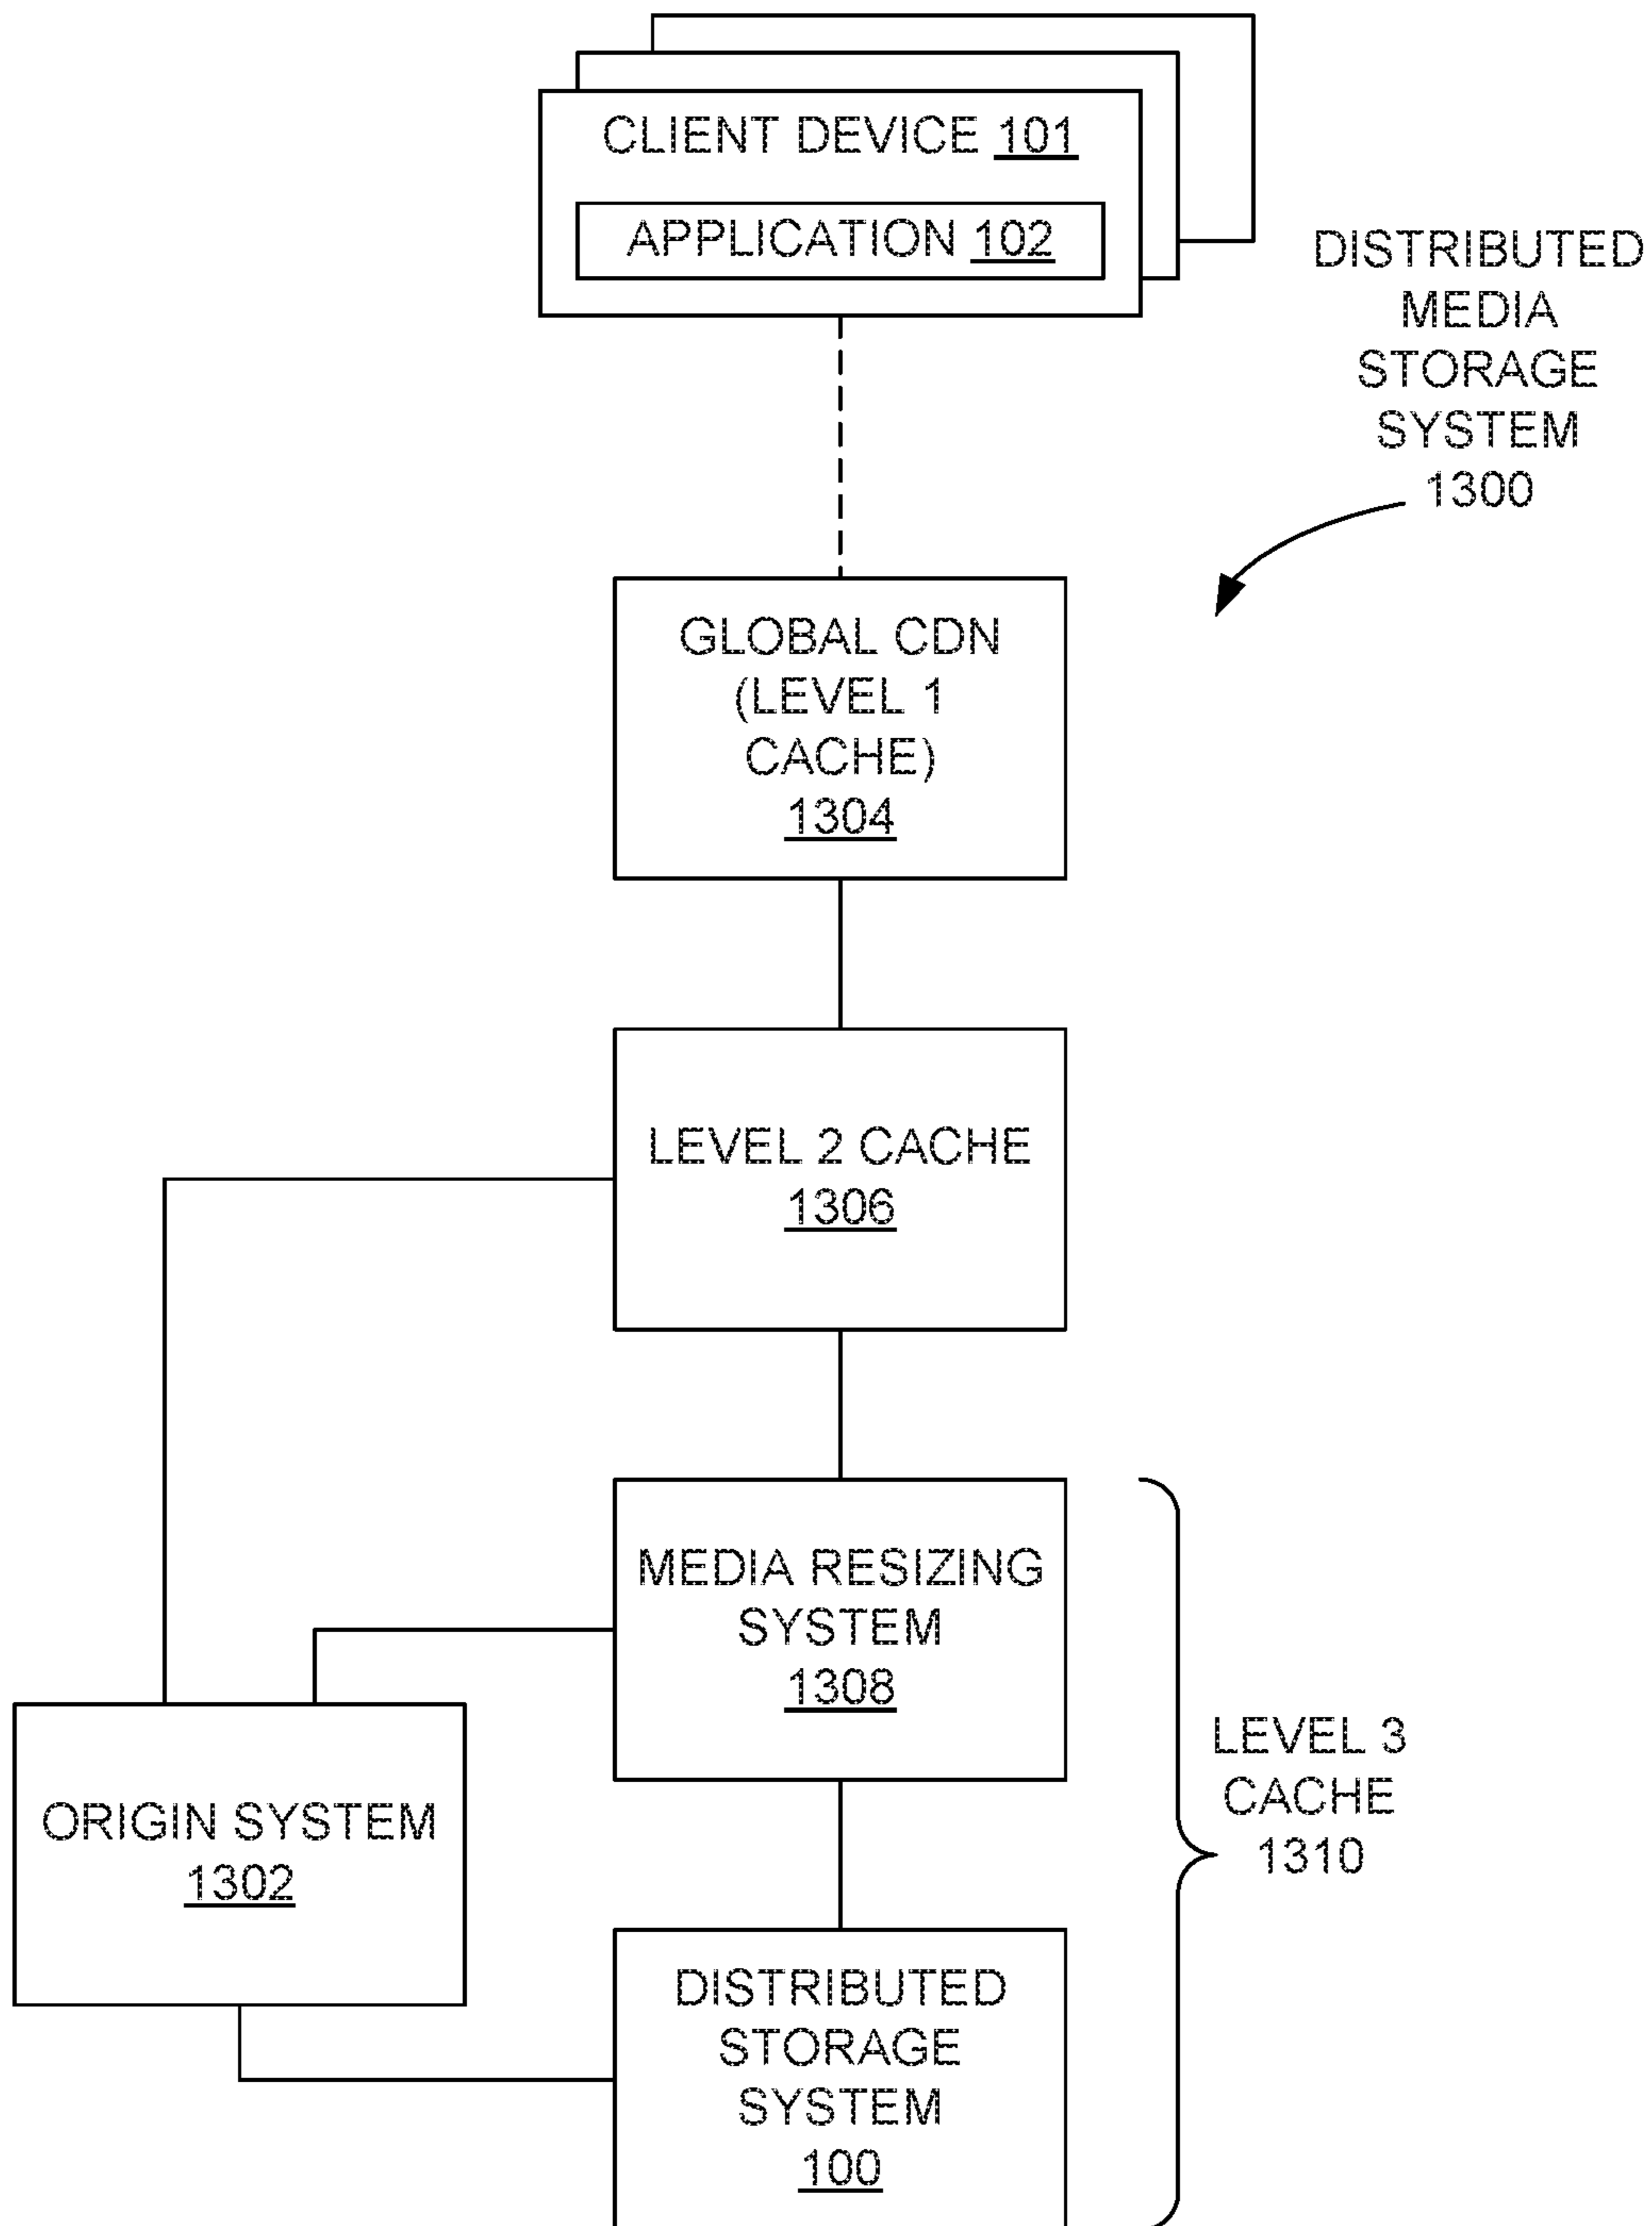 CLIENT DEVICE 101
APPLICATION 102
DISTRIBUTED
MEDIA
STORAGE
SYSTEM
1300
GLOBAL CDN
(LEVEL 1
CACHE)
1304
LEVEL 2 CACHE
1306
MEDIA RESIZING
SYSTEM
1308
ORIGIN SYSTEM
1302
LEVEL 3
CACHE
1310
DISTRIBUTED
STORAGE
SYSTEM
100